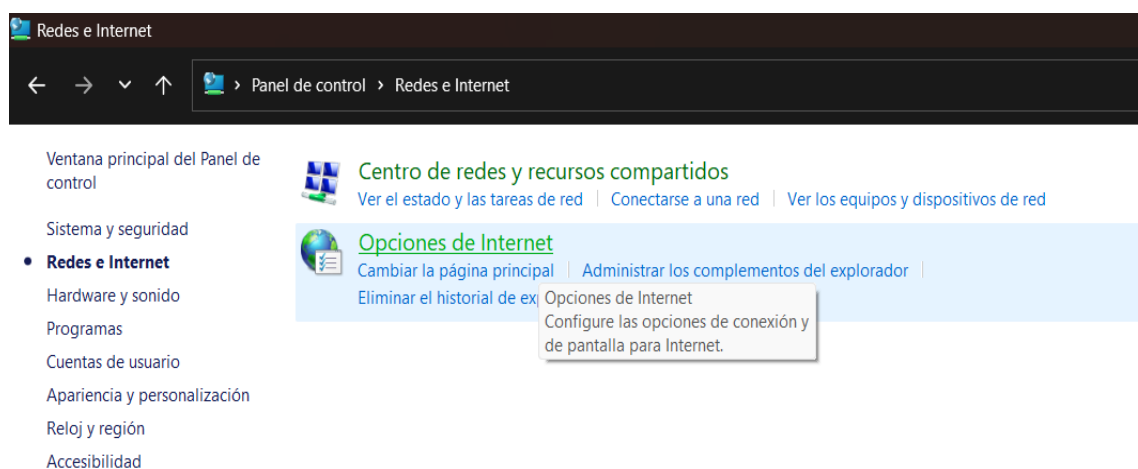 Redes e Internet
Panel de control > Redes e Internet
Ventana principal del Panel de
control
Sistema y seguridad
Redes e Internet
Hardware y sonido
Programas
Cuentas de usuario
Apariencia y personalización
Reloj y región
Accesibilidad
Centro de redes y recursos compartidos
Ver el estado y las tareas de red | Conectarse a una red | Ver los equipos y dispositivos de red
Opciones de Internet
Cambiar la página principal | Administrar los complementos del explorador |
Eliminar el historial de
Opciones de Internet
Configure las opciones de conexión y
de pantalla para Internet.